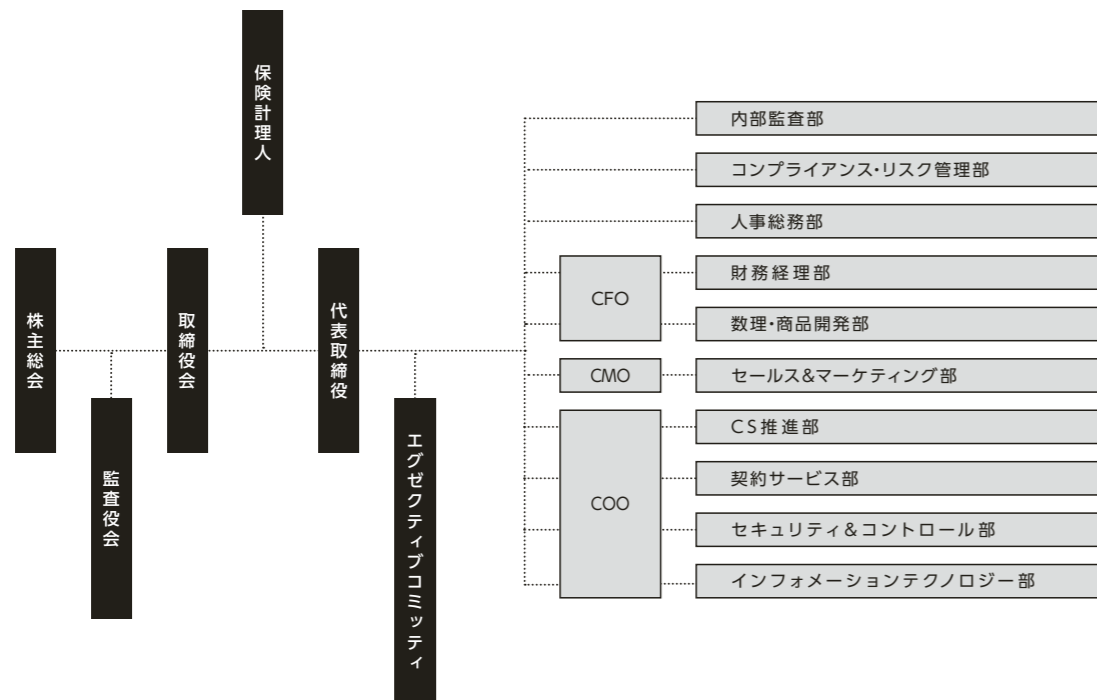 保険計理人
株主総会
監査役会
取締役会
代表取締役
エグゼクティブコミッティ
内部監査部
コンプライアンス・リスク管理部
人事総務部
CFO
財務経理部
数理・商品開発部
CMO
セールス&マーケティング部
COO
CS推進部
契約サービス部
セキュリティ&コントロール部
インフォメーションテクノロジー部